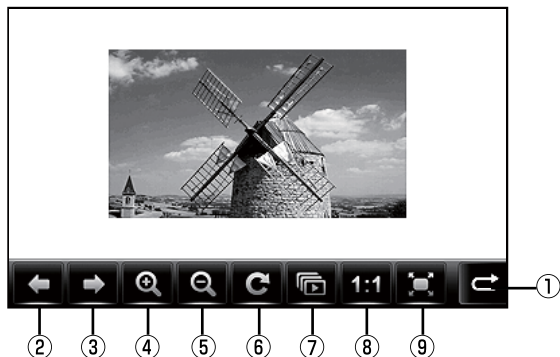 1:1
①
② ③ ④ ⑤ ⑥ ⑦ ⑧ ⑨